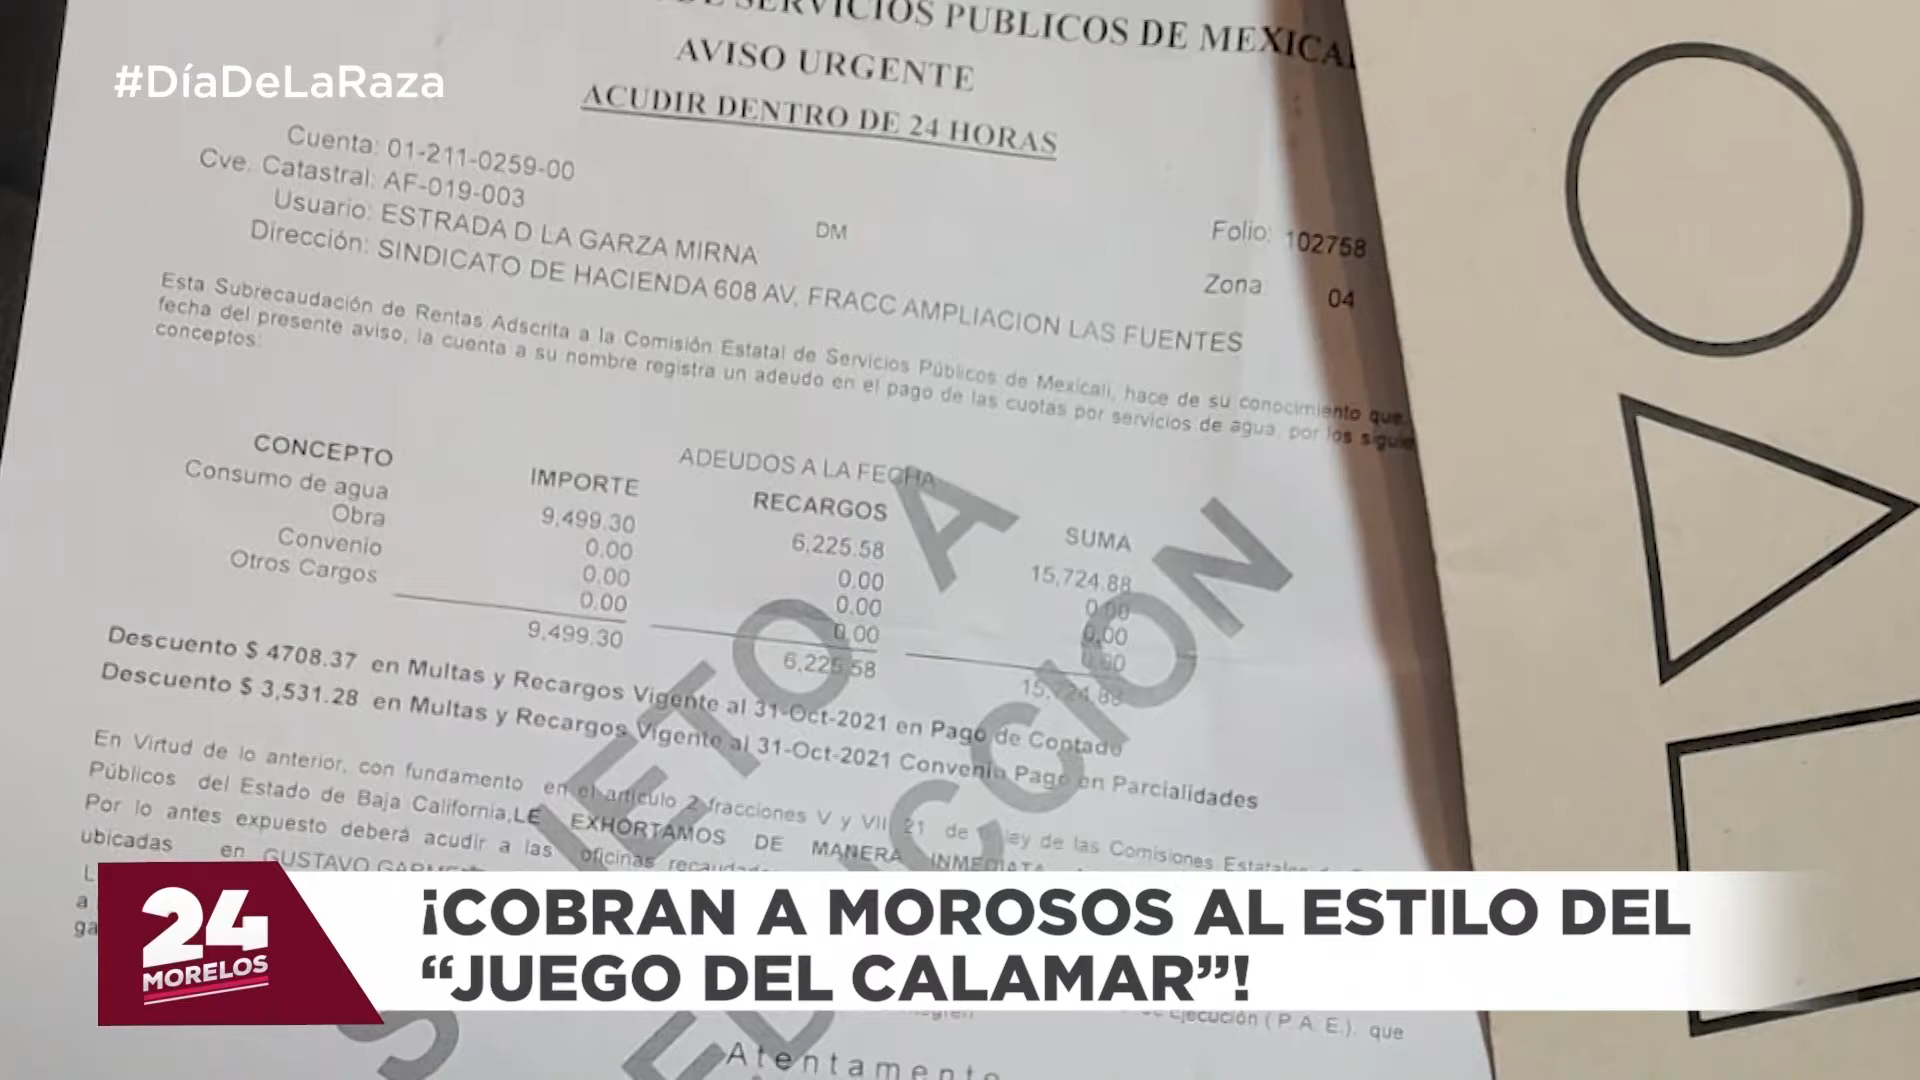 SERVICIOS PUBLICOS DE MEXICAL
AVISO URGENTE
ACUDIR DENTRO DE 24 HORAS
#DíaDeLaRaza
Cuenta: 01-211-0259-00
Cve. Catastral: AF-019-003
Usuario: ESTRADA D LA GARZA MIRNA
DM
Folio: 102758
Dirección: SINDICATO DE HACIENDA 608 AV, FRACC AMPLIACION LAS FUENTES
Zona 04
Esta Subrecaudación de Rentas Adscrita a la Comisión Estatal de Servicios Públicos de Mexicali, hace de su conocimiento que
fecha del presente aviso, la cuenta a su nombre registra un adeudo en el pago de las cuotas por servicios de agua, por los siguie
conceptos:
ADEUDOS A LA FECHA
CONCEPTO IMPORTE RECARGOS SUMA
Consumo de agua 9,499.30 6,225.58 15,724.88
Obra 0.00 0.00 0.00
Convenio 0.00 0.00 0.00
Otros Cargos 0.00 0.00 0.00
9,499.30 6,225.58 15,724.88
Descuento $ 4708.37 en Multas y Recargos Vigente al 31-Oct-2021 en Pago de Contado
Descuento $ 3,531.28 en Multas y Recargos Vigente al 31-Oct-2021 Convenio Pago en Parcialidades
En Virtud de lo anterior, con fundamento en el artículo 2 fracciones V y VII 21 de ley de las Comisiones Estatales
Públicos del Estado de Baja California, LE EXHORTAMOS DE MANERA INMEDIATA
Por lo antes expuesto deberá acudir a las oficinas
ubicadas en GUSTAVO
L
a
ga
Ejecución ( P. A. E.). que
Atentamente
24
MORELOS
¡COBRAN A MOROSOS AL ESTILO DEL
“JUEGO DEL CALAMAR”!